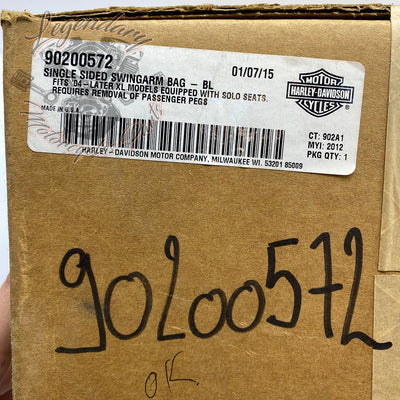 Legendary
Motorcycles
90200572
01/07/15
SINGLE SIDED SWINGARM BAG - BL
FITS '04-LATER XL MODELS EQUIPPED WITH SOLO SEATS.
REQUIRES REMOVAL OF PASSENGER PEGS
MOTOR
HARLEY-DAVIDSON
CYCLES
MADE IN U.S.A.
CT: 902A1
MYI: 2012
PKG QTY: 1
HARLEY-DAVIDSON MOTOR COMPANY, MILWAUKEE WI. 53201 85009
90200572
OK